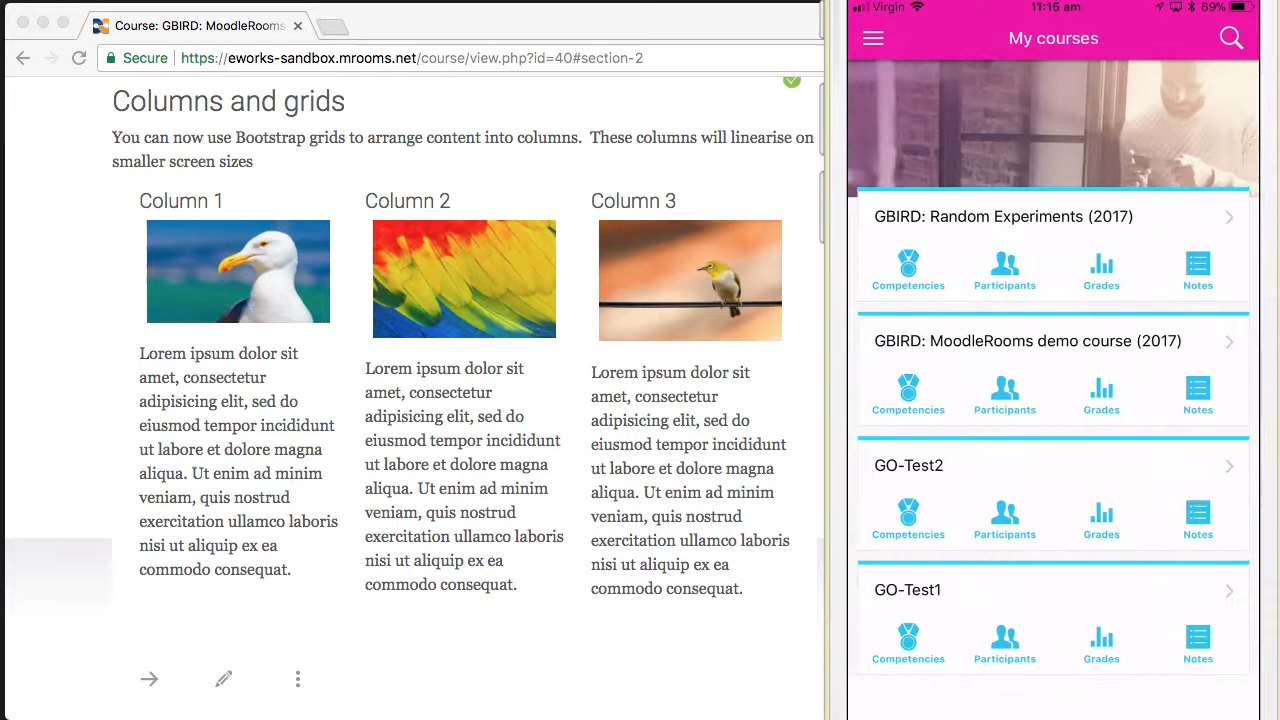 Course: GBIRD: MoodleRooms
Secure
https://eworks-sandbox.mrooms.net/course/view.php?id=40#section-2
Columns and grids
You can now use Bootstrap grids to arrange content into columns. These columns will linearise on
smaller screen sizes
Column 1
Lorem ipsum dolor sit
amet, consectetur
adipisicing elit, sed do
eiusmod tempor incididunt
ut labore et dolore magna
aliqua. Ut enim ad minim
veniam, quis nostrud
exercitation ullamco laboris
nisi ut aliquip ex ea
commodo consequat.
Column 2
Lorem ipsum dolor sit
amet, consectetur
adipisicing elit, sed do
eiusmod tempor incididunt
ut labore et dolore magna
aliqua. Ut enim ad minim
veniam, quis nostrud
exercitation ullamco laboris
nisi ut aliquip ex ea
commodo consequat.
Column 3
Lorem ipsum dolor sit
amet, consectetur
adipisicing elit, sed do
eiusmod tempor incididunt
ut labore et dolore magna
aliqua. Ut enim ad minim
veniam, quis nostrud
exercitation ullamco laboris
nisi ut aliquip ex ea
commodo consequat.
Virgin 11:15 am 69%
My courses
GBIRD: Random Experiments (2017)
Competencies Participants Grades Notes
GBIRD: MoodleRooms demo course (2017)
Competencies Participants Grades Notes
GO-Test2
Competencies Participants Grades Notes
GO-Test1
Competencies Participants Grades Notes